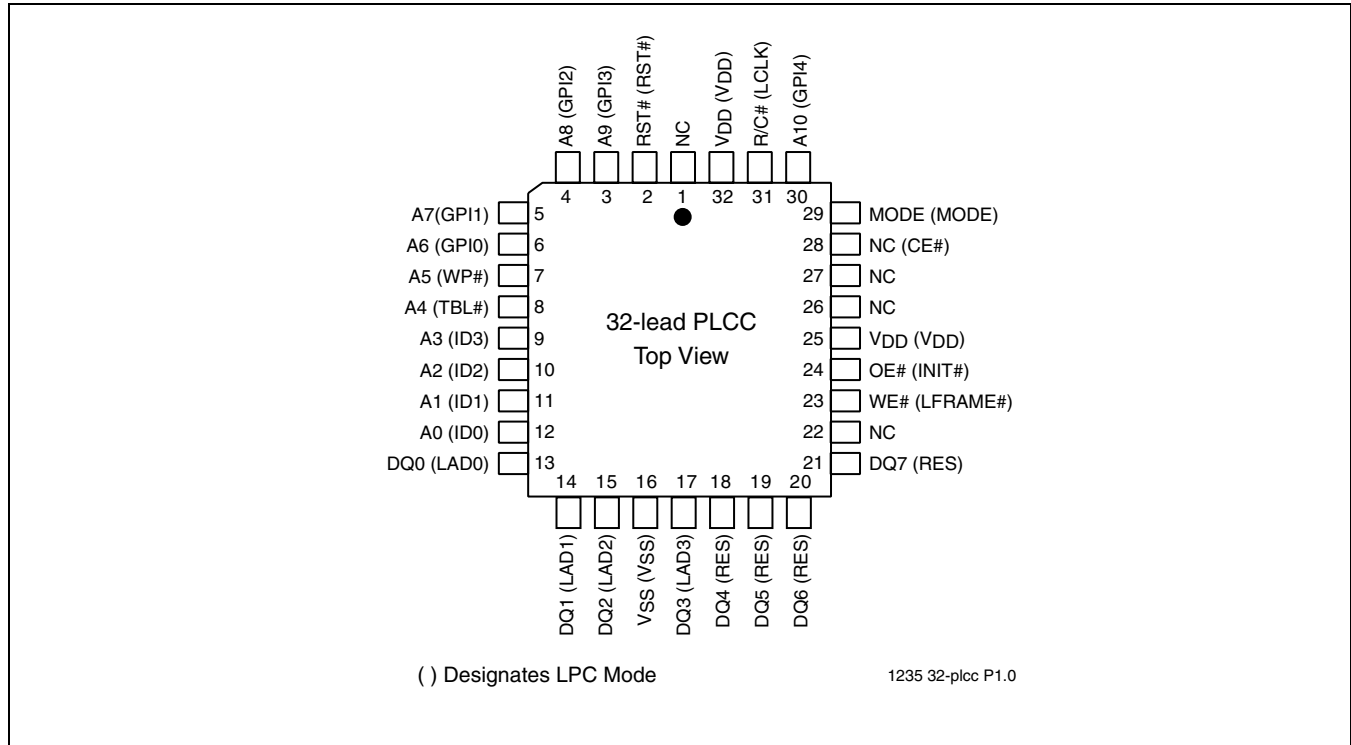 A8 (GPI2)
A9 (GPI3)
RST# (RST#)
NC
VDD (VDD)
R/C# (LCLK)
A10 (GPI4)
4 3 2 1 32 31 30
A7(GPI1) 5
A6 (GPI0) 6
A5 (WP#) 7
A4 (TBL#) 8
A3 (ID3) 9
A2 (ID2) 10
A1 (ID1) 11
A0 (ID0) 12
DQ0 (LAD0) 13
32-lead PLCC
Top View
29 MODE (MODE)
28 NC (CE#)
27 NC
26 NC
25 VDD (VDD)
24 OE# (INIT#)
23 WE# (LFRAME#)
22 NC
21 DQ7 (RES)
14 15 16 17 18 19 20
DQ1 (LAD1)
DQ2 (LAD2)
VSS (VSS)
DQ3 (LAD3)
DQ4 (RES)
DQ5 (RES)
DQ6 (RES)
( ) Designates LPC Mode
1235 32-plcc P1.0